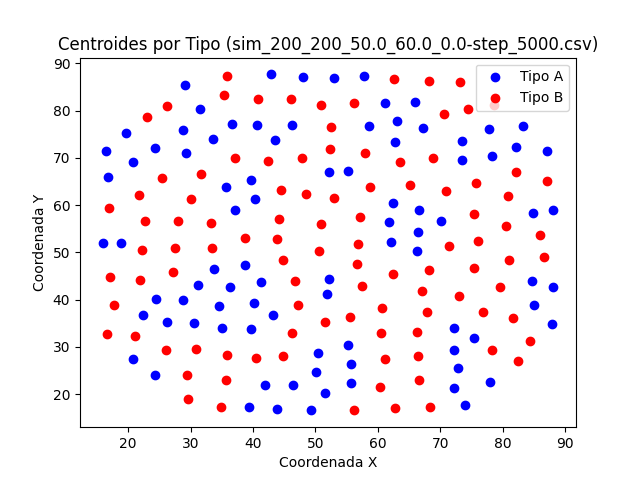 Centroides por Tipo (sim_200_200_50.0_60.0_0.0-step_5000.csv)
Tipo A
Tipo B
Coordenada Y
90
80
70
60
50
40
30
20
20 30 40 50 60 70 80 90
Coordenada X